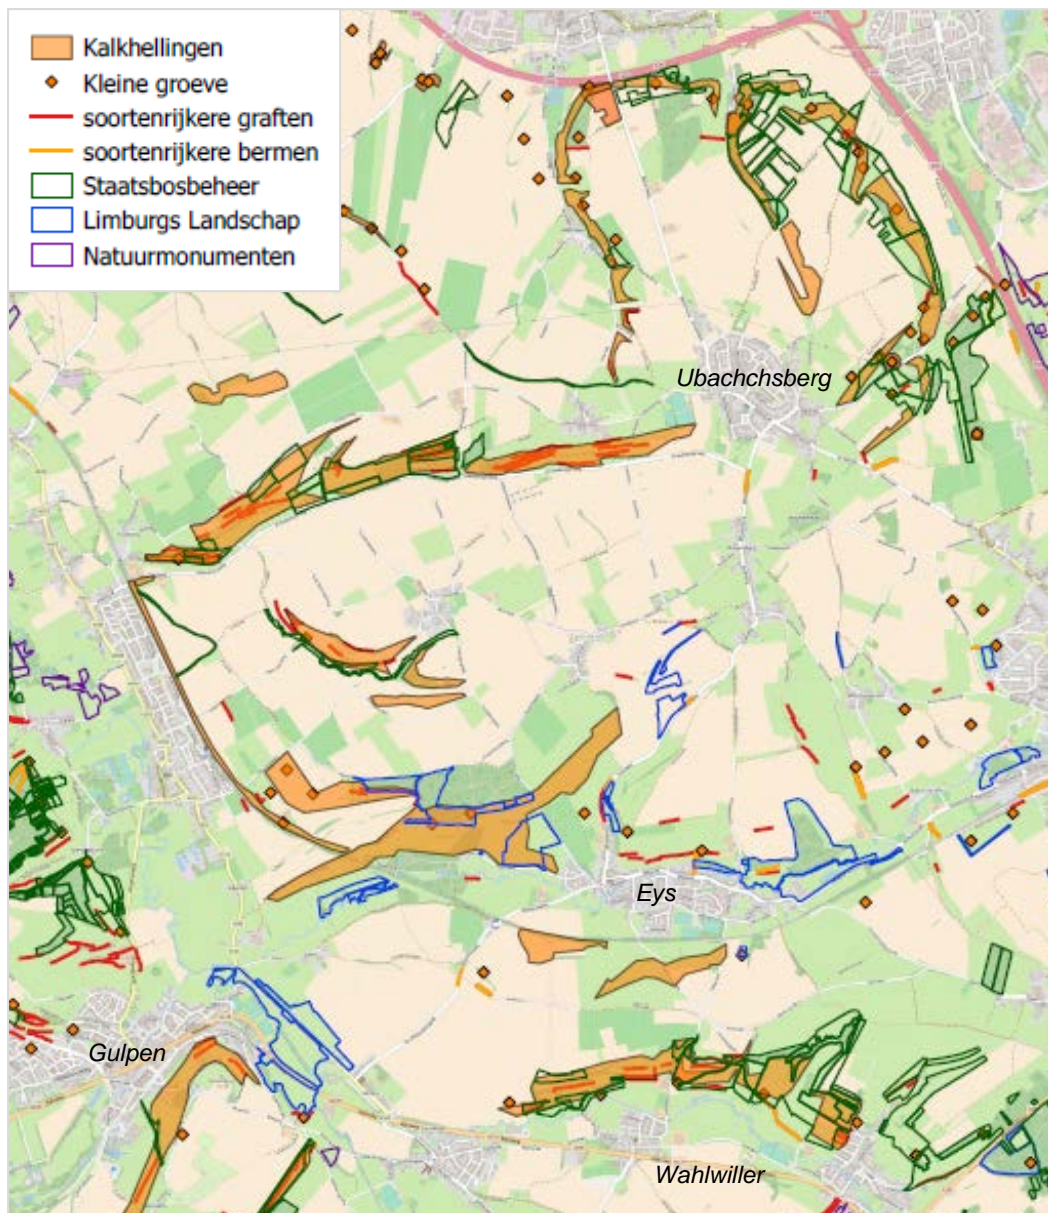 Kalkhellingen
Kleine groeve
soortenrijkere graften
soortenrijkere bermen
Staatsbosbeheer
Limburgs Landschap
Natuurmonumenten
Ubachchsberg
Eys
Gulpen
Wahlwiller